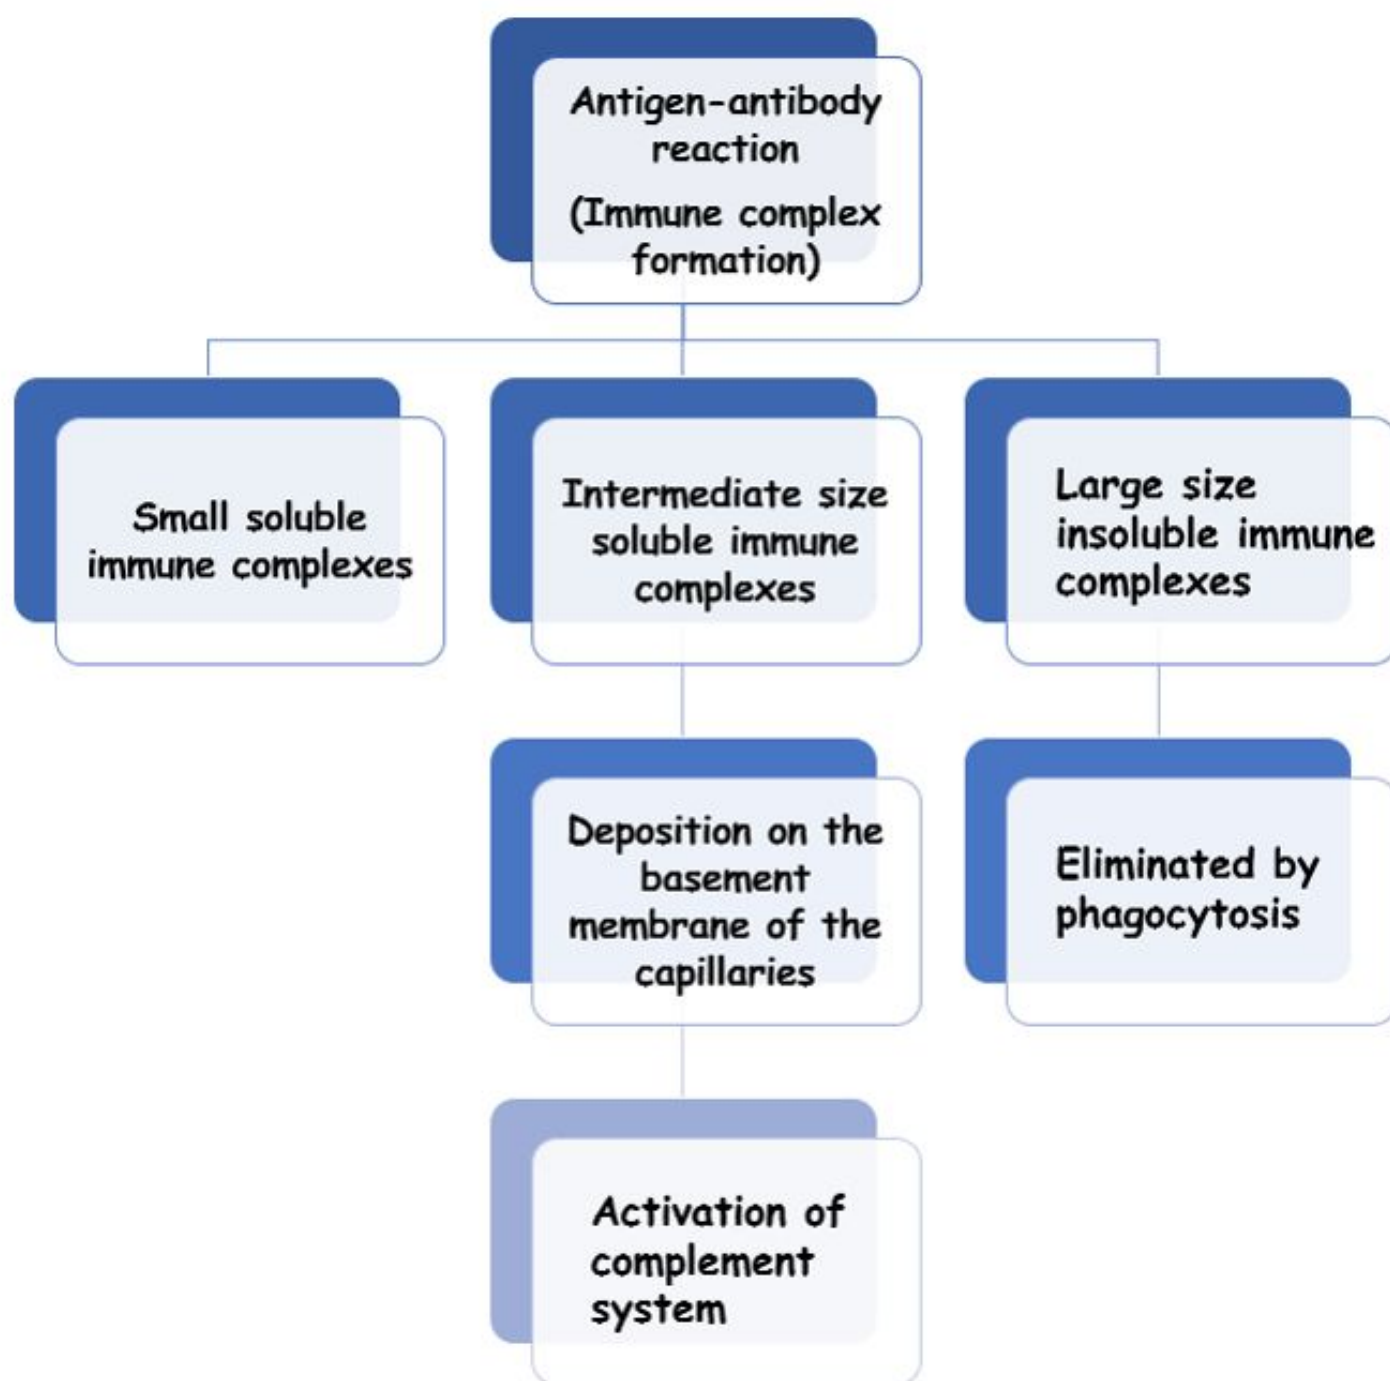 Antigen-antibody
reaction
(Immune complex
formation)
Small soluble
immune complexes
Intermediate size
soluble immune
complexes
Large size
insoluble immune
complexes
Deposition on the
basement
membrane of the
capillaries
Eliminated by
phagocytosis
Activation of
complement
system